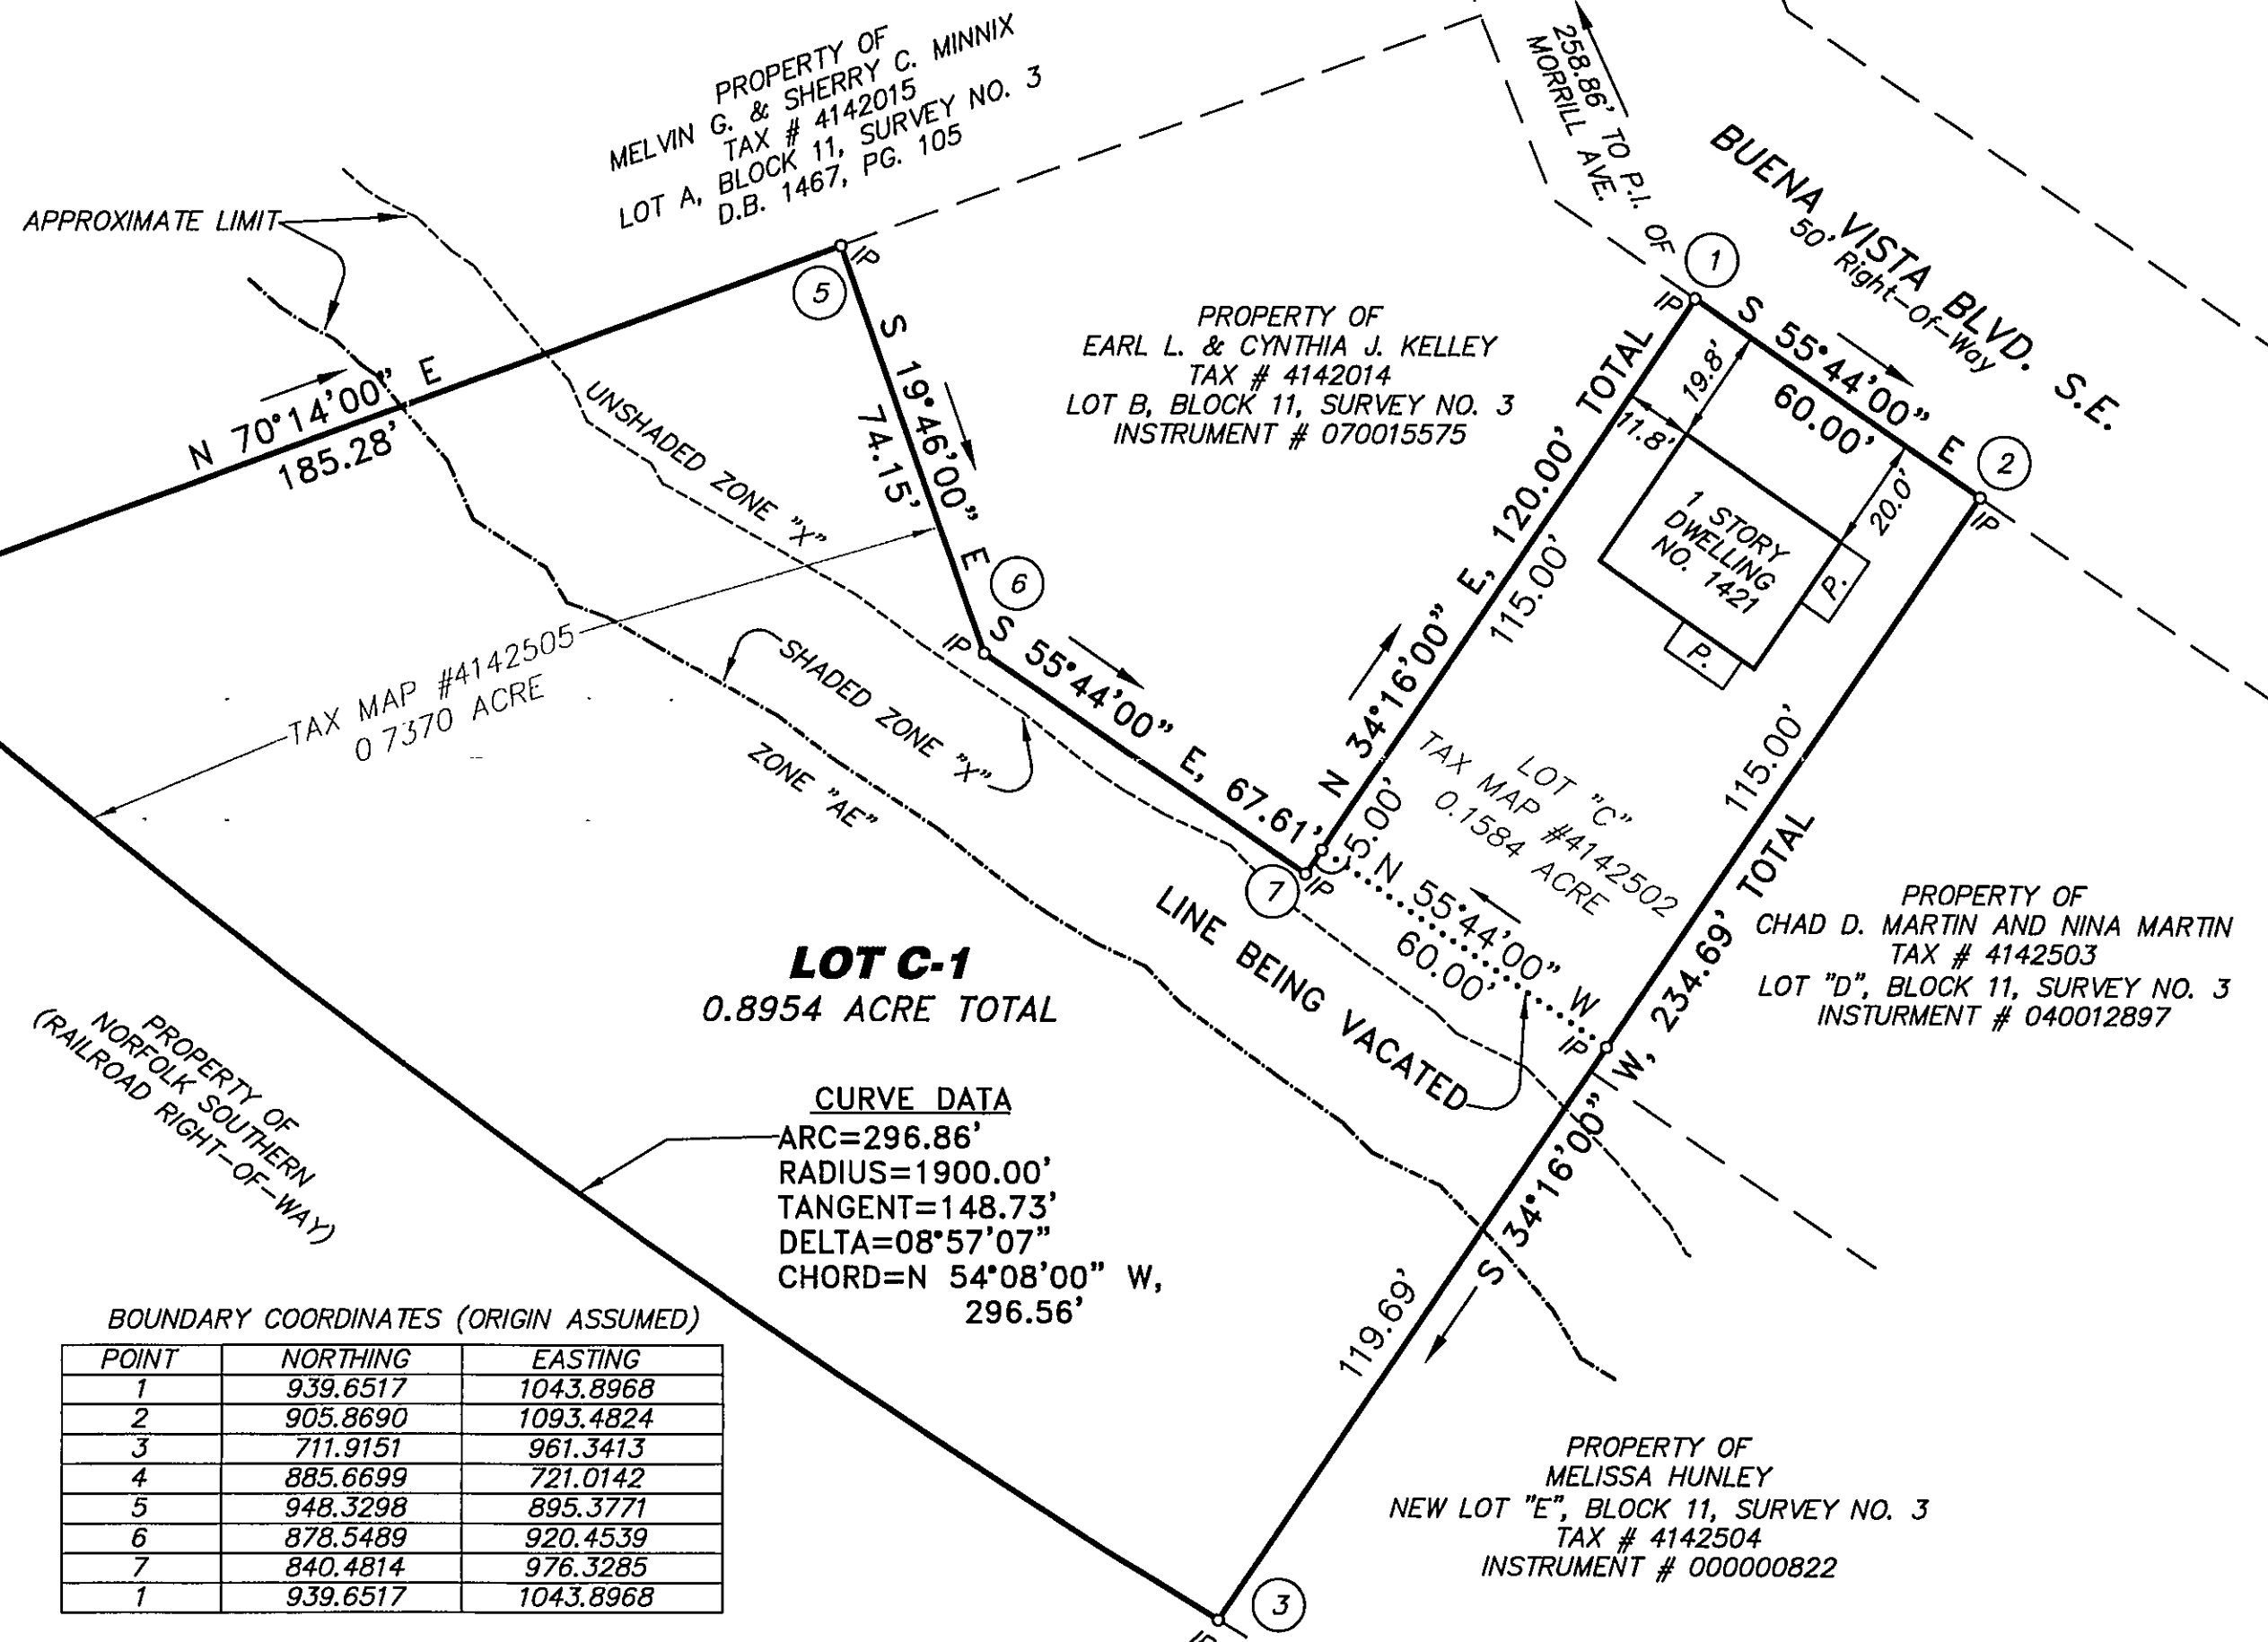 PROPERTY OF
MELVIN G. & SHERRY C. MINNIX
TAX # 4142015
LOT A, BLOCK 11, SURVEY NO. 3
D.B. 1467, PG. 105
258.86' TO P.I. OF
MORRILL AVE.
BUENA VISTA BLVD. S.E.
50' Right-Of-Way
APPROXIMATE LIMIT
IP
5
1
IP
S 55°44'00" E
60.00'
2
IP
N 70°14'00" E
185.28'
S 19°46'00" E
74.15'
UNSHADED ZONE "X"
PROPERTY OF
EARL L. & CYNTHIA J. KELLEY
TAX # 4142014
LOT B, BLOCK 11, SURVEY NO. 3
INSTRUMENT # 070015575
19.8'
11.8'
20.0'
1 STORY
DWELLING
NO. 1421
P.
P.
N 34°16'00" E, 120.00' TOTAL
115.00'
6
IP
S 55°44'00" E, 67.61'
TAX MAP #4142505
0 7370 ACRE
SHADED ZONE "X"
ZONE "AE"
5.00'
7
IP
LOT "C"
TAX MAP #4142502
0.1584 ACRE
115.00'
N 55°44'00" W
60.00'
IP
LINE BEING VACATED
S 34°16'00" W, 234.69' TOTAL
119.69'
PROPERTY OF
CHAD D. MARTIN AND NINA MARTIN
TAX # 4142503
LOT "D", BLOCK 11, SURVEY NO. 3
INSTURMENT # 040012897
LOT C-1
0.8954 ACRE TOTAL
PROPERTY OF
NORFOLK SOUTHERN
(RAILROAD RIGHT-OF-WAY)
CURVE DATA
ARC=296.86'
RADIUS=1900.00'
TANGENT=148.73'
DELTA=08°57'07"
CHORD=N 54°08'00" W,
296.56'
BOUNDARY COORDINATES (ORIGIN ASSUMED)
POINT NORTHING EASTING
1 939.6517 1043.8968
2 905.8690 1093.4824
3 711.9151 961.3413
4 885.6699 721.0142
5 948.3298 895.3771
6 878.5489 920.4539
7 840.4814 976.3285
1 939.6517 1043.8968
PROPERTY OF
MELISSA HUNLEY
NEW LOT "E", BLOCK 11, SURVEY NO. 3
TAX # 4142504
INSTRUMENT # 000000822
3
IP